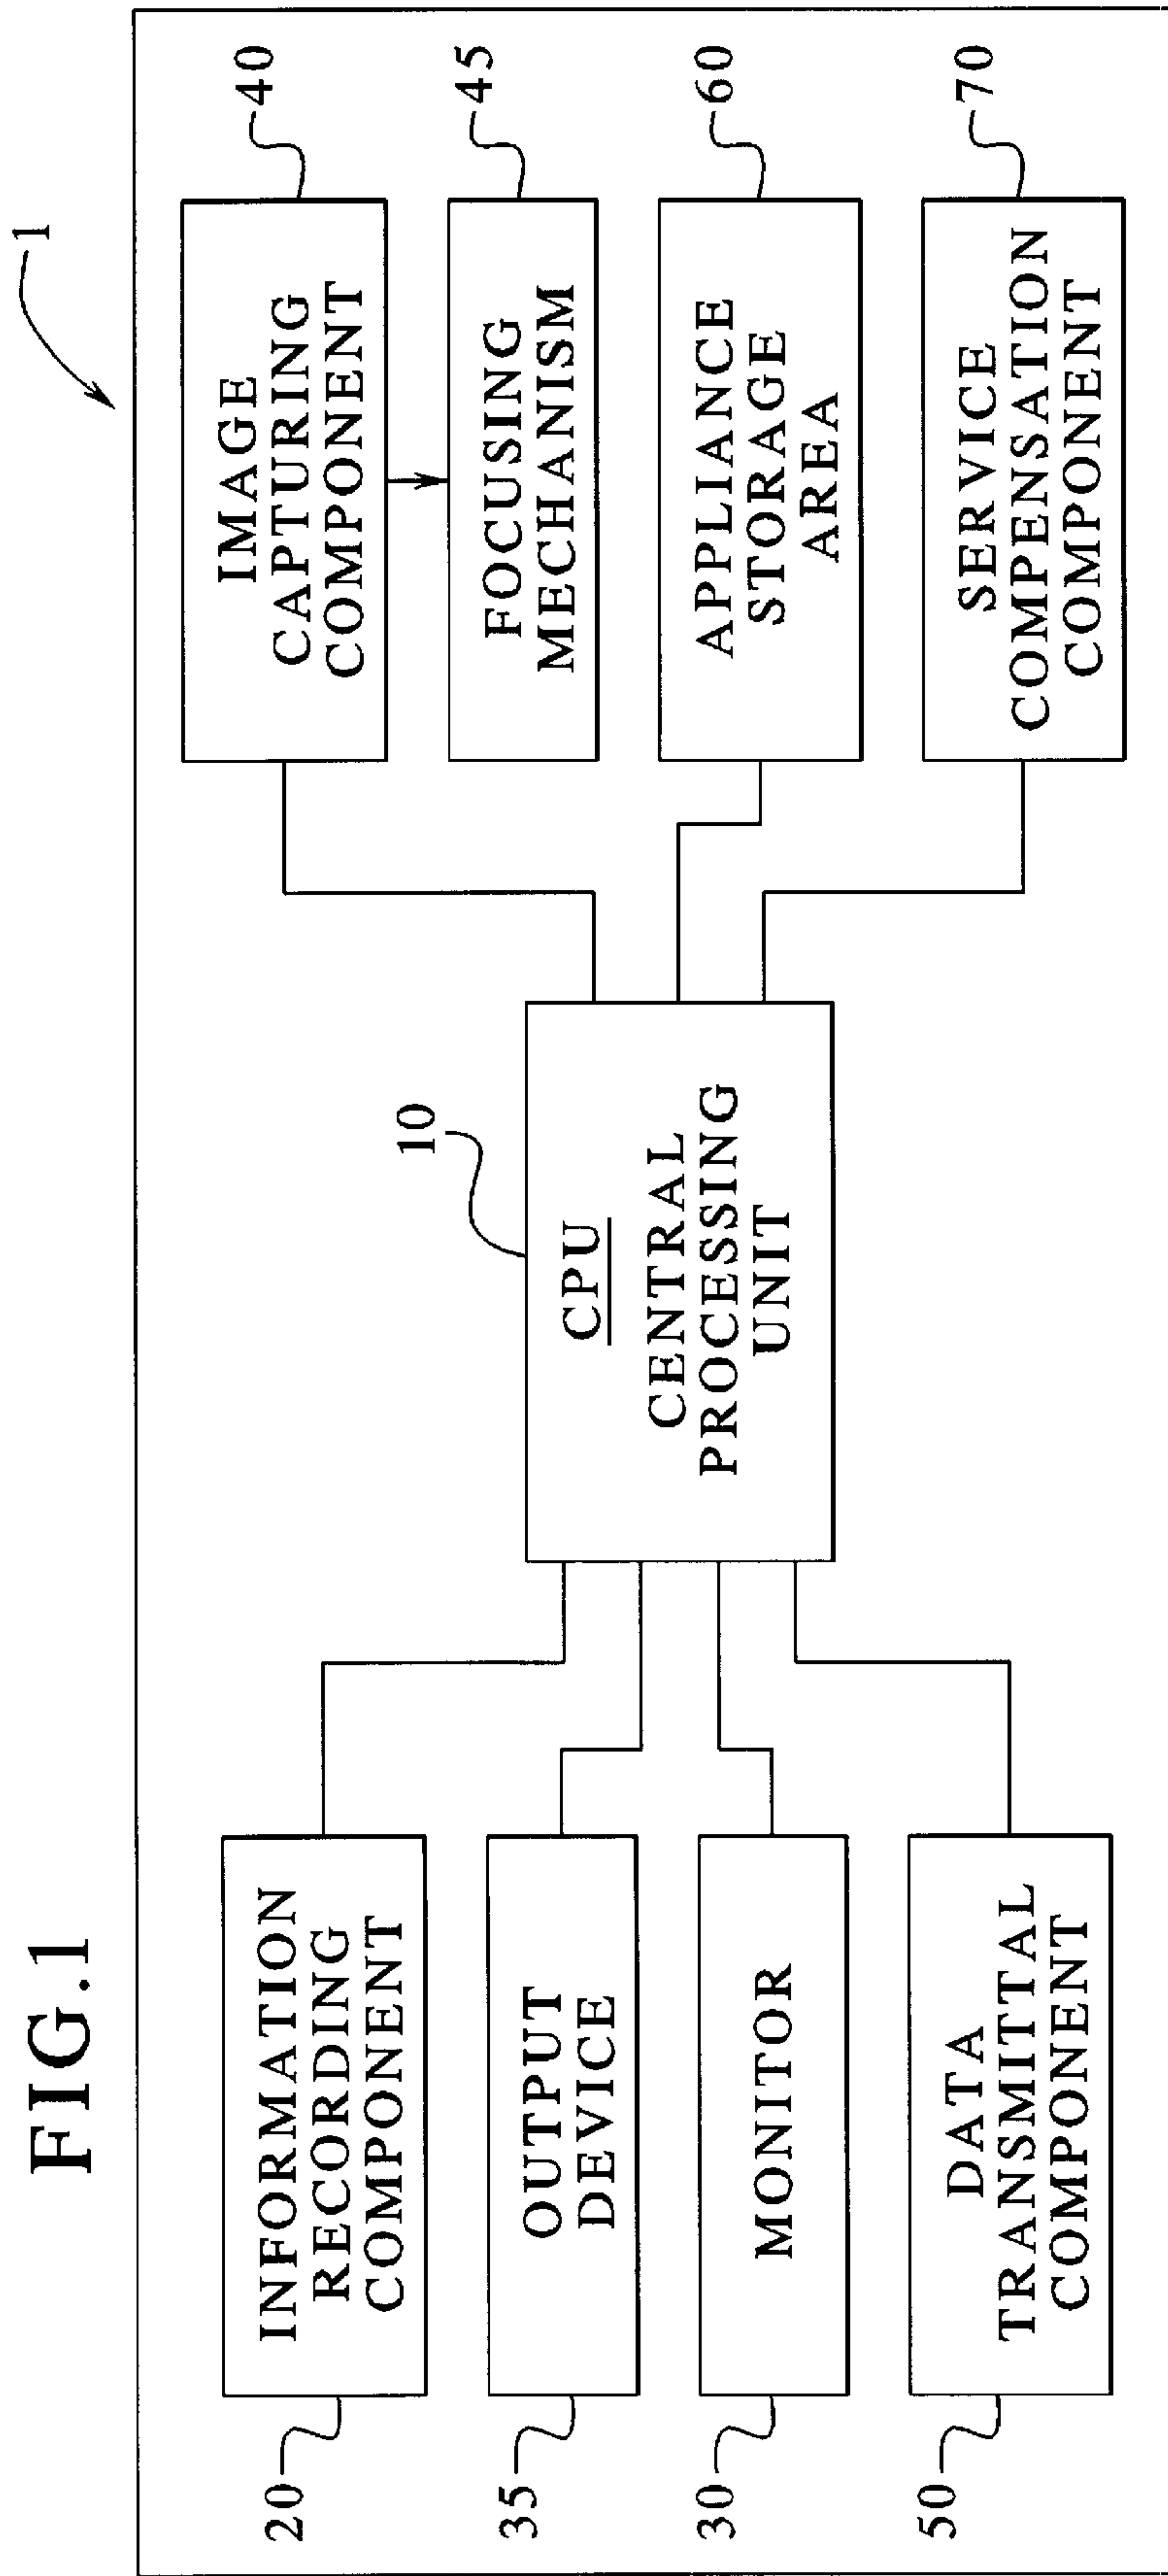 FIG.1
1
INFORMATION
RECORDING
COMPONENT
20
OUTPUT
DEVICE
35
MONITOR
30
DATA
TRANSMITTAL
COMPONENT
50
10
CPU
CENTRAL
PROCESSING
UNIT
IMAGE
CAPTURING
COMPONENT
40
FOCUSING
MECHANISM
45
APPLIANCE
STORAGE
AREA
60
SERVICE
COMPENSATION
COMPONENT
70